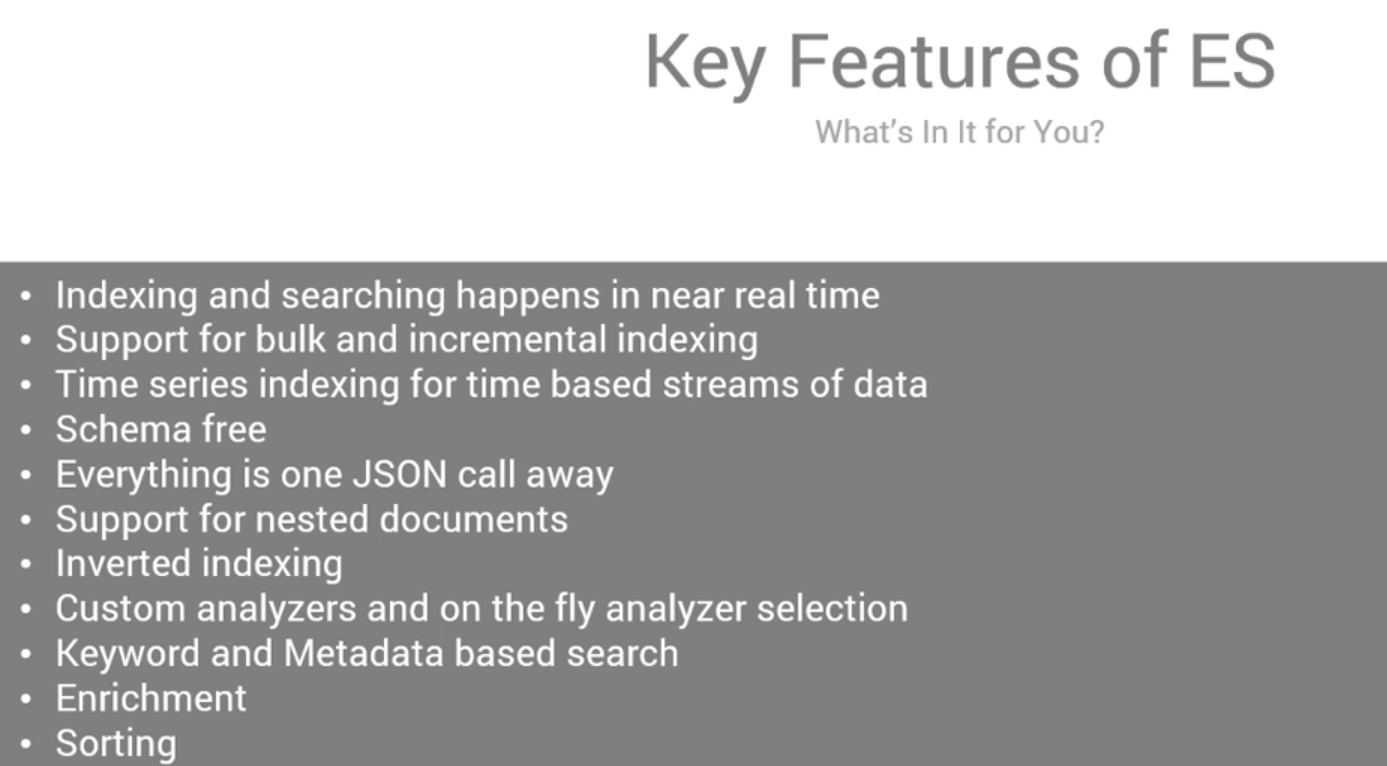 Key Features of ES
What's In It for You?
• Indexing and searching happens in near real time
• Support for bulk and incremental indexing
• Time series indexing for time based streams of data
• Schema free
• Everything is one JSON call away
• Support for nested documents
• Inverted indexing
• Custom analyzers and on the fly analyzer selection
• Keyword and Metadata based search
• Enrichment
• Sorting